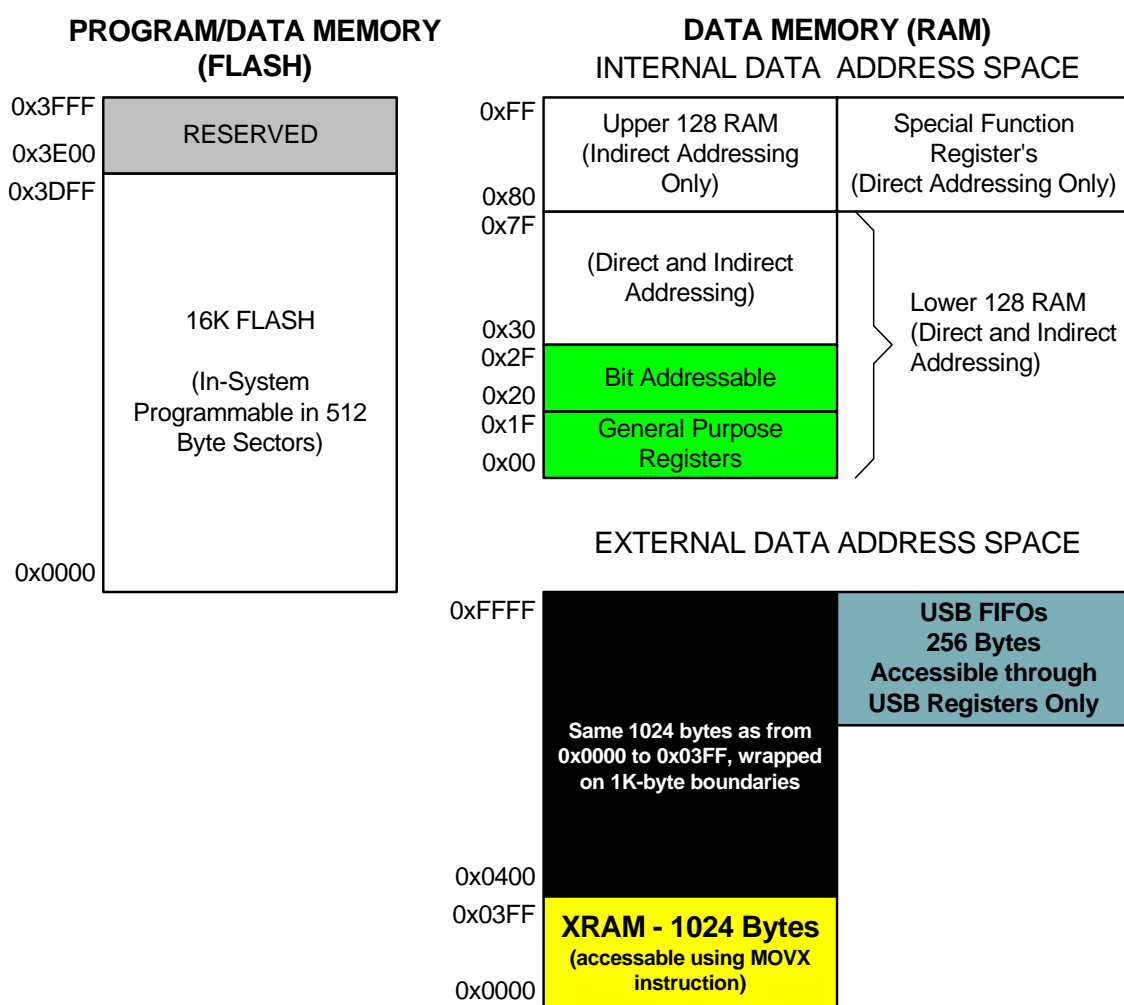 PROGRAM/DATA MEMORY
(FLASH)
0x3FFF
RESERVED
0x3E00
0x3DFF
16K FLASH
(In-System
Programmable in 512
Byte Sectors)
0x0000
DATA MEMORY (RAM)
INTERNAL DATA ADDRESS SPACE
0xFF
Upper 128 RAM
(Indirect Addressing
Only)
Special Function
Register's
(Direct Addressing Only)
0x80
0x7F
(Direct and Indirect
Addressing)
0x30
Lower 128 RAM
(Direct and Indirect
Addressing)
0x2F
Bit Addressable
0x20
0x1F
General Purpose
Registers
0x00
EXTERNAL DATA ADDRESS SPACE
0xFFFF
USB FIFOs
256 Bytes
Accessible through
USB Registers Only
Same 1024 bytes as from
0x0000 to 0x03FF, wrapped
on 1K-byte boundaries
0x0400
0x03FF
XRAM - 1024 Bytes
(accessable using MOVX
instruction)
0x0000